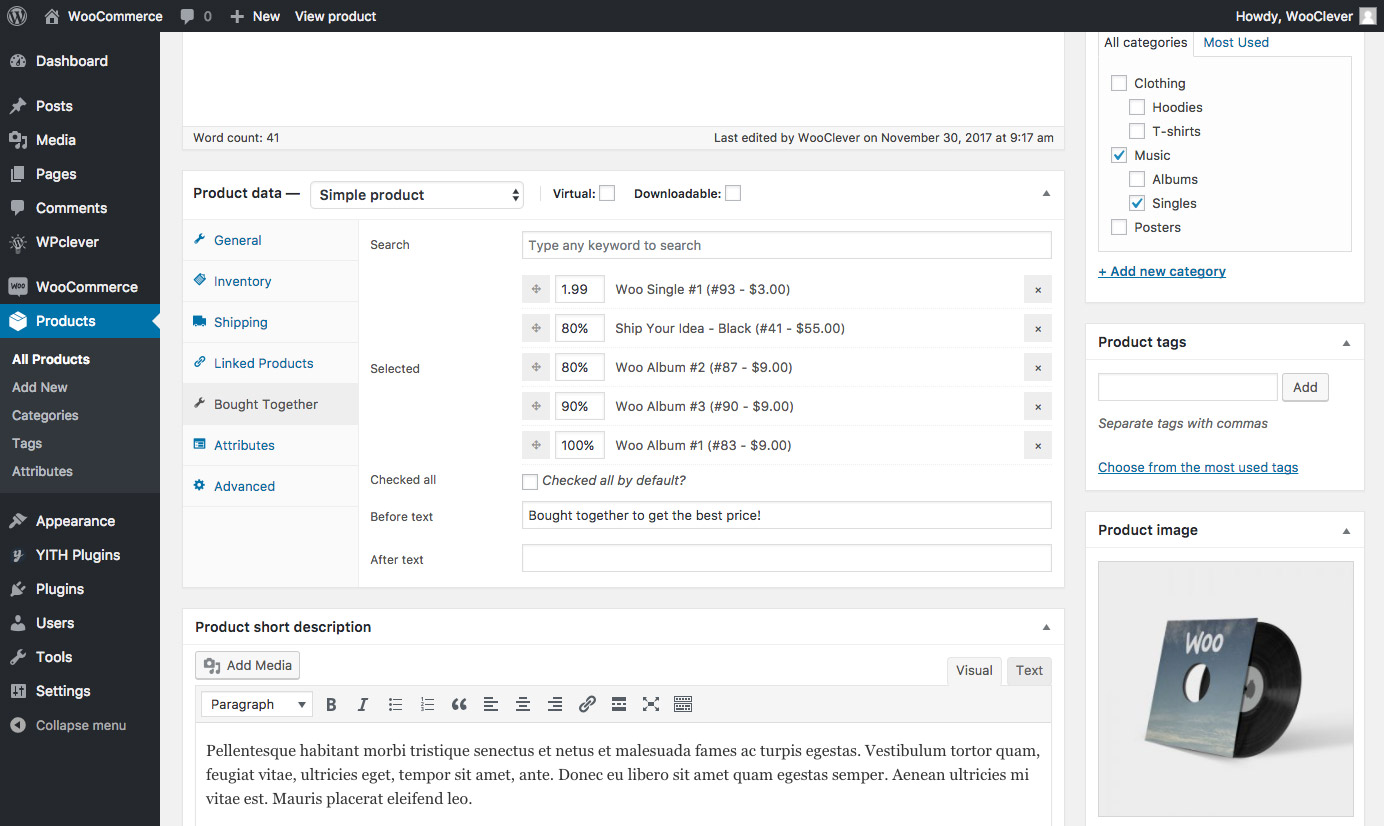 WooCommerce 0 New View product Howdy, WooClever
Dashboard
Posts
Media
Pages
Comments
WPclever
WOO WooCommerce
Products
All Products
Add New
Categories
Tags
Attributes
Appearance
YITH Plugins
Plugins
Users
Tools
Settings
Collapse menu
Word count: 41 Last edited by WooClever on November 30, 2017 at 9:17 am
Product data — Simple product Virtual: Downloadable:
General
Inventory
Shipping
Linked Products
Bought Together
Attributes
Advanced
Search Type any keyword to search
1.99 Woo Single #1 (#93 - $3.00) ×
80% Ship Your Idea - Black (#41 - $55.00) ×
Selected 80% Woo Album #2 (#87 - $9.00) ×
90% Woo Album #3 (#90 - $9.00) ×
100% Woo Album #1 (#83 - $9.00) ×
Checked all Checked all by default?
Before text Bought together to get the best price!
After text
Product short description
Add Media Visual Text
Paragraph B I
Pellentesque habitant morbi tristique senectus et netus et malesuada fames ac turpis egestas. Vestibulum tortor quam,
feugiat vitae, ultricies eget, tempor sit amet, ante. Donec eu libero sit amet quam egestas semper. Aenean ultricies mi
vitae est. Mauris placerat eleifend leo.
All categories Most Used
Clothing
Hoodies
T-shirts
Music
Albums
Singles
Posters
+ Add new category
Product tags
Add
Separate tags with commas
Choose from the most used tags
Product image
WOO